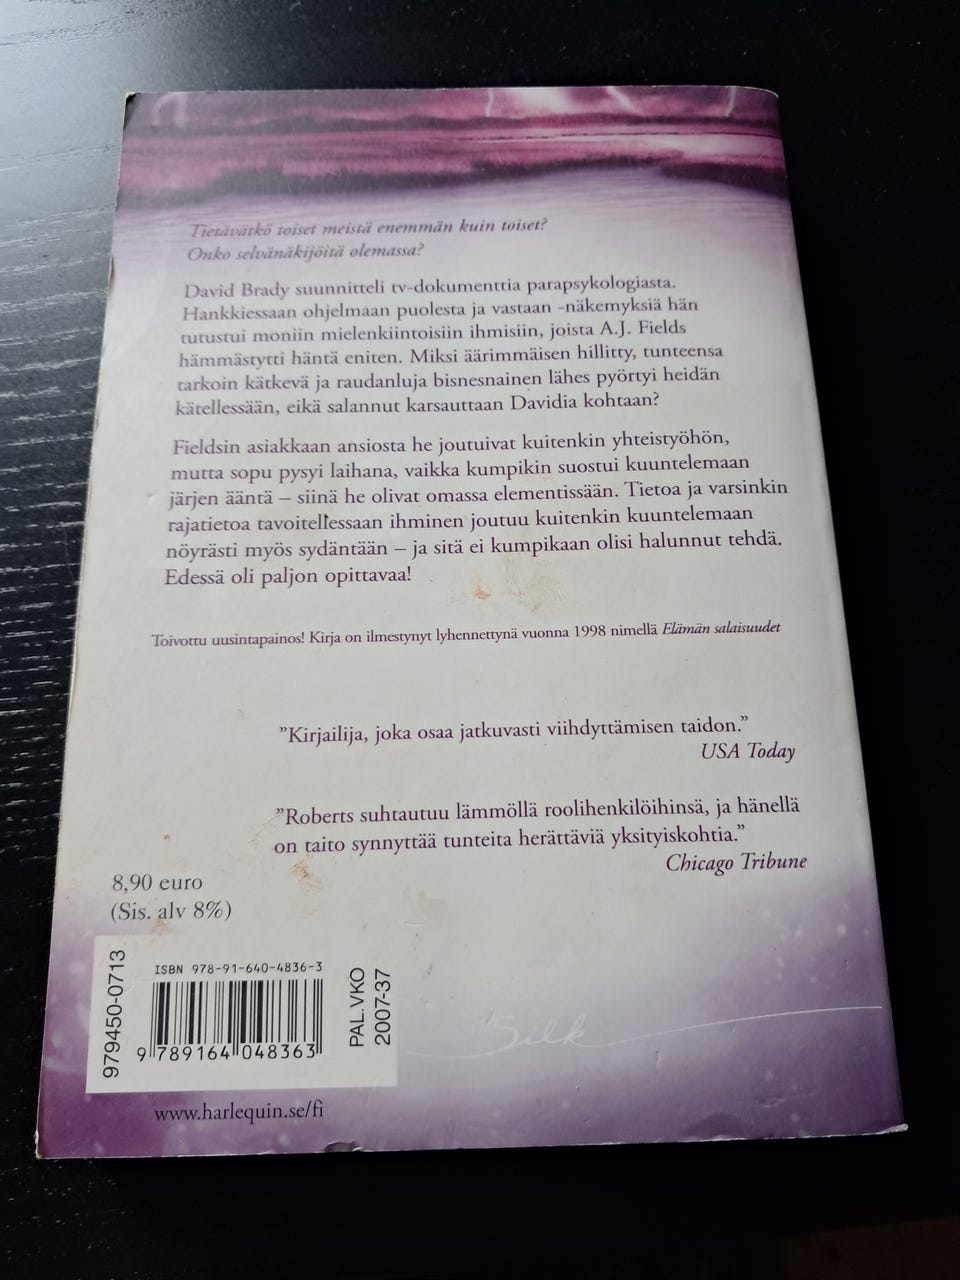 Tietävätkö toiset meistä enemmän kuin toiset?
Onko selvänäkijöitä olemassa?
David Brady suunnitteli tv-dokumenttia parapsykologiasta.
Hankkiessaan ohjelmaan puolesta ja vastaan -näkemyksiä hän
tutustui moniin mielenkiintoisiin ihmisiin, joista A.J. Fields
hämmästytti häntä eniten. Miksi äärimmäisen hillitty, tunteensa
tarkoin kätkevä ja raudanluja bisnesnainen lähes pyörtyi heidän
kätellessään, eikä salannut karsauttaan Davidia kohtaan?
Fieldsin asiakkaan ansiosta he joutuivat kuitenkin yhteistyöhön,
mutta sopu pysyi laihana, vaikka kumpikin suostui kuuntelemaan
järjen ääntä – siinä he olivat omassa elementissään. Tietoa ja varsinkin
rajatietoa tavoitellessaan ihminen joutuu kuitenkin kuuntelemaan
nöyrästi myös sydäntään – ja sitä ei kumpikaan olisi halunnut tehdä.
Edessä oli paljon opittavaa!
Toivottu uusintapainos! Kirja on ilmestynyt lyhennettynä vuonna 1998 nimellä Elämän salaisuudet
”Kirjailija, joka osaa jatkuvasti viihdyttämisen taidon.”
USA Today
”Roberts suhtautuu lämmöllä roolihenkilöihinsä, ja hänellä
on taito synnyttää tunteita herättäviä yksityiskohtia.”
Chicago Tribune
8,90 euro
(Sis. alv 8%)
979450-0713
ISBN 978-91-640-4836-3
9 789164 048363
PAL.VKO
2007-37
Silk
www.harlequin.se/fi